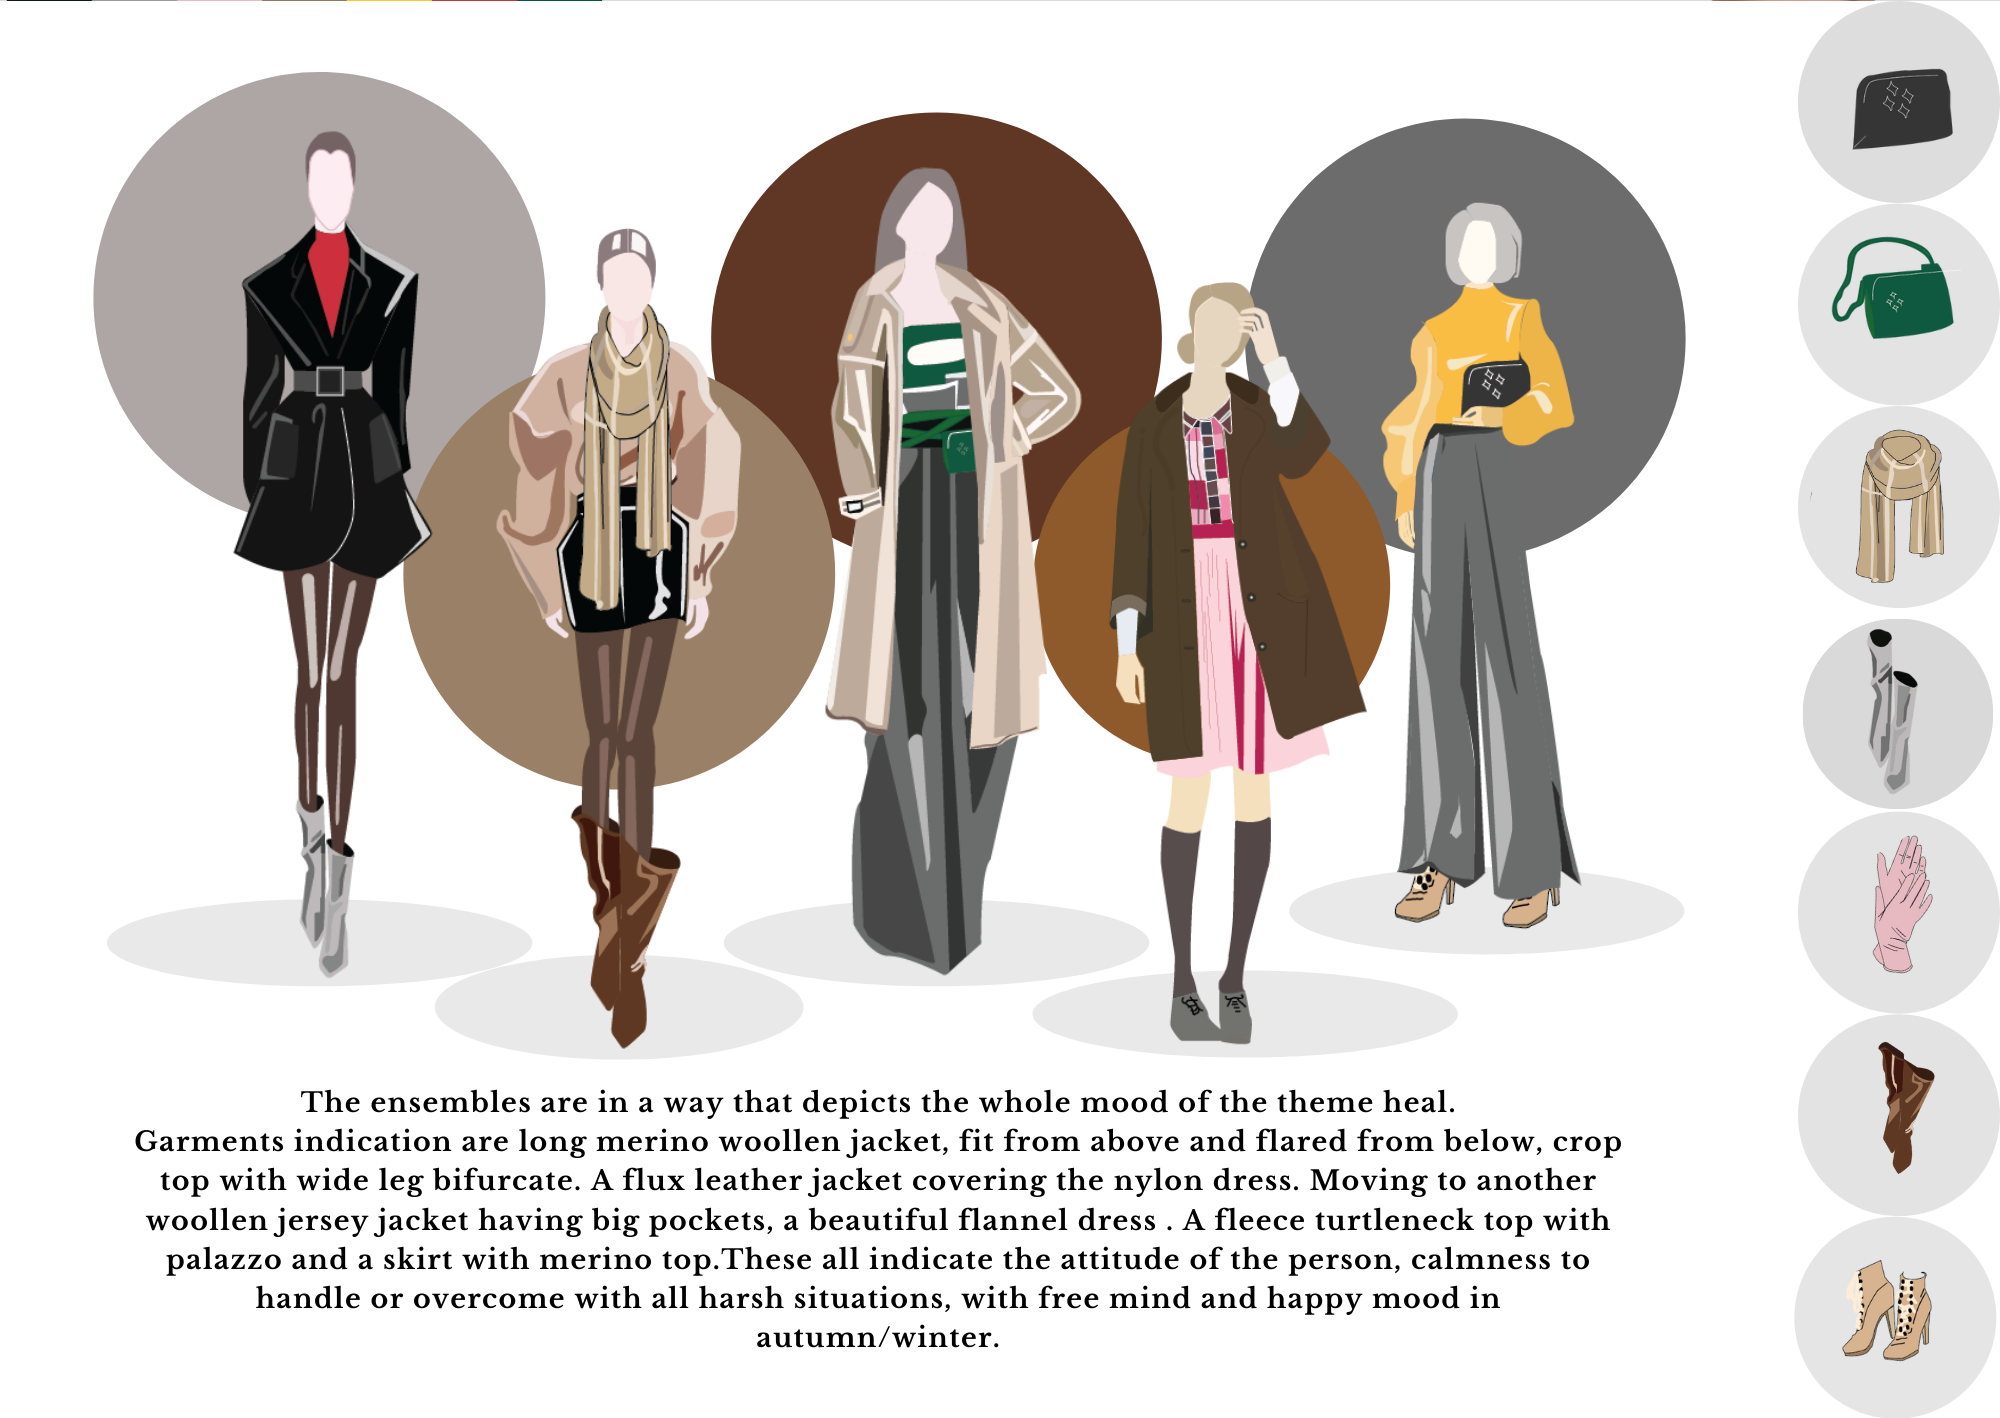 The ensembles are in a way that depicts the whole mood of the theme heal.
Garments indication are long merino woollen jacket, fit from above and flared from below, crop
top with wide leg bifurcate. A flux leather jacket covering the nylon dress. Moving to another
woollen jersey jacket having big pockets, a beautiful flannel dress . A fleece turtleneck top with
palazzo and a skirt with merino top.These all indicate the attitude of the person, calmness to
handle or overcome with all harsh situations, with free mind and happy mood in
autumn/winter.